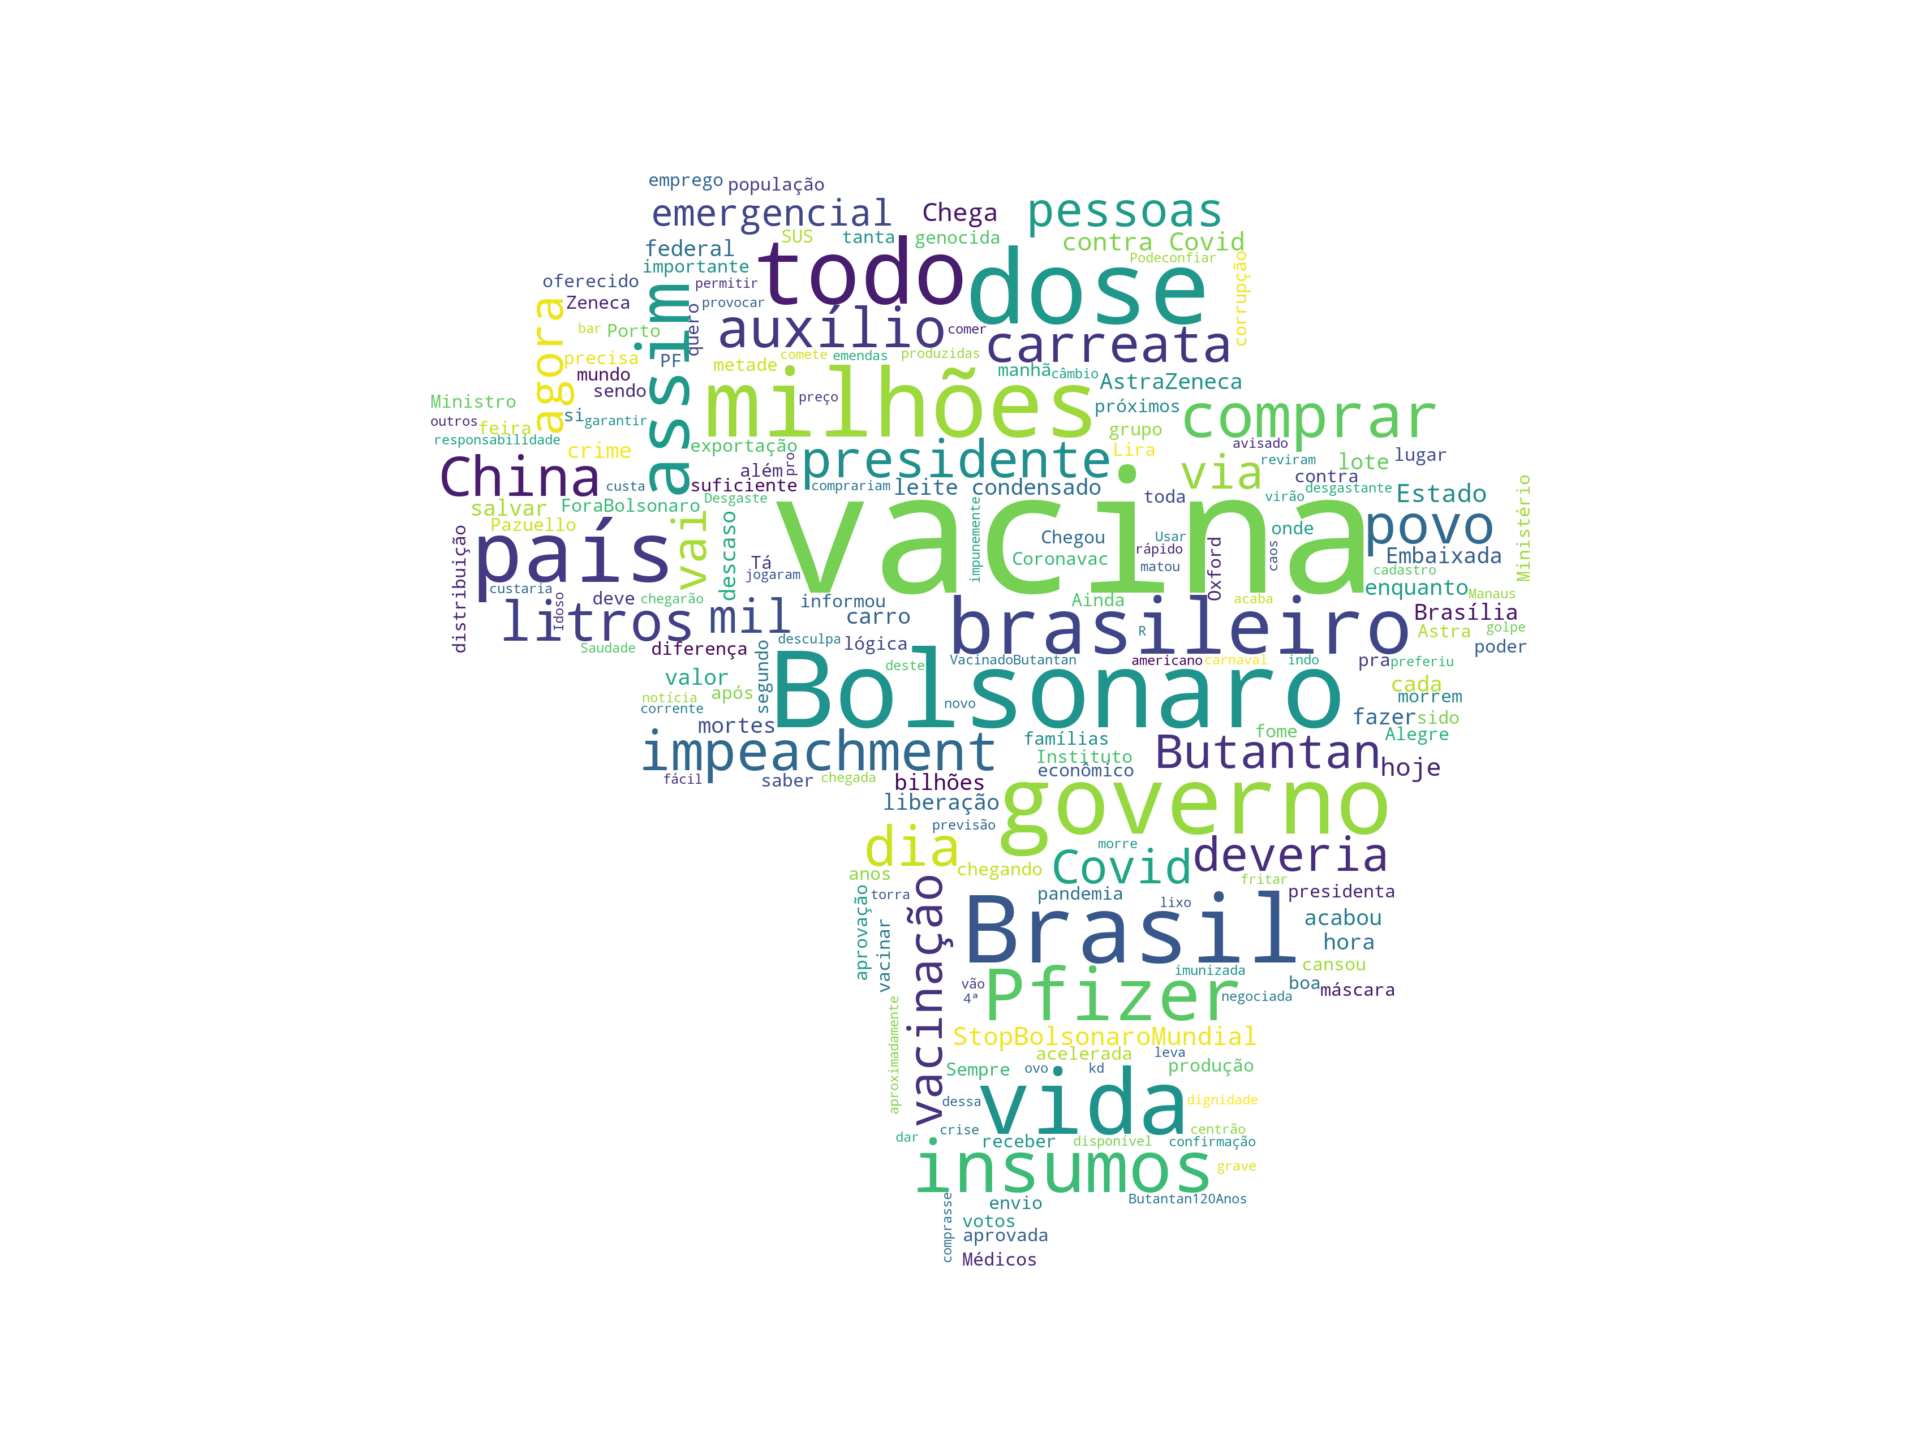 emprego
população
emergencial
Chega
pessoas
SUS
tanta
genocida
contra Covid
federal
todo
dose
Podeconfiar
importante
corrupção
oferecido
permitir
Zeneca
provocar
assim
agora
quero
auxílio
comer
carreata
bar
Porto
precisa
PF
metade
comete
emendas
produzidas
manhã
câmbio
AstraZeneca
mundo
sendo
milhões
preço
próximos
comprar
Ministro
outros
feira
si
garantir
grupo
responsabilidade
crime
exportação
presidente
Lira
avisado
via
reviram
lote
lugar
China
custa
além
pro
suficiente
comprariam
leite condensado
toda
virão
contra
desgastante
Estado
salvar
ForaBolsonaro
Desgaste
vacina
Pazuello
país
vai
descaso
impunemente
Chegou
Usar
onde
povo
Ministério
distribuição
Coronavac
rápido
matou
Oxford
caos
Embaixada
Tá
jogaram
cadastro
custaria
Idoso
deve
chegarão
informou
Ainda
acaba
enquanto
Manaus
litros
mil
carro
brasileiro
Brasília
desculpa
lógica
R
Astra
golpe
Saudade
diferença
poder
segundo
deste
VacinadoButantan
americano
carnaval
indo
pra
preferiu
valor
Bolsonaro
cada
notícia
após
novo
morrem
corrente
mortes
fazer
sido
impeachment
famílias
fome
Alegre
Instituto
Butantan
hoje
fácil
saber
chegada
bilhões
econômico
liberação
governo
previsão
dia
morre
deveria
anos
chegando
Covid
fritar
aprovação
torra
vacinação
pandemia
lixo
presidenta
vacinar
Brasil
acabou
hora
imunizada
cansou
vão
4ª
Pfizer
negociada
boa
máscara
aproximadamente
StopBolsonaroMundial
acelerada
leva
Sempre
ovo
kd
produção
dessa
vida
dignidade
crise
centrão
dar
receber
disponível
confirmação
insumos
grave
comprasse
envio
Butantan120Anos
votos
aprovada
Médicos